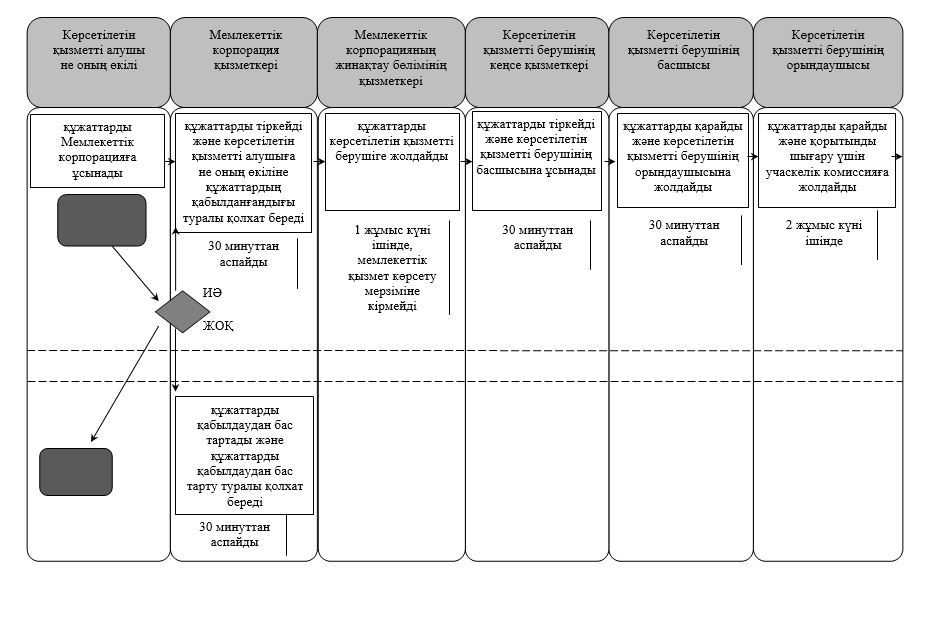 Көрсетілетін
қызметті алушы
не оның өкілі
Мемлекеттік
корпорация
қызметкері
Мемлекеттік
корпорацияның
жинақтау бөлімінің
қызметкері
Көрсетілетін
қызметті берушінің
кеңсе қызметкері
Көрсетілетін
қызметті берушінің
басшысы
Көрсетілетін
қызметті берушінің
орындаушысы
құжаттарды
Мемлекеттік
корпорацияға
ұсынады
құжаттарды тіркейді
және көрсетілетін
қызметті алушыға
не оның өкіліне
құжаттардың
қабылданғандығы
туралы қолхат береді
30 минуттан
аспайды
құжаттарды
көрсетілетін қызметті
берушіге жолдайды
1 жұмыс күні
ішінде,
мемлекеттік
қызмет көрсету
мерзіміне
кірмейді
құжаттарды тіркейді
және көрсетілетін
қызметті берушінің
басшысына ұсынады
30 минуттан
аспайды
құжаттарды қарайды
және көрсетілетін
қызметті берушінің
орындаушысына
жолдайды
30 минуттан
аспайды
құжаттарды қарайды
және қорытынды
шығару үшін
учаскелік комиссияға
жолдайды
2 жұмыс күні
ішінде
ИӘ
ЖОҚ
құжаттарды
қабылдаудан бас
тартады және
құжаттарды
қабылдаудан бас
тарту туралы қолхат
береді
30 минуттан
аспайды